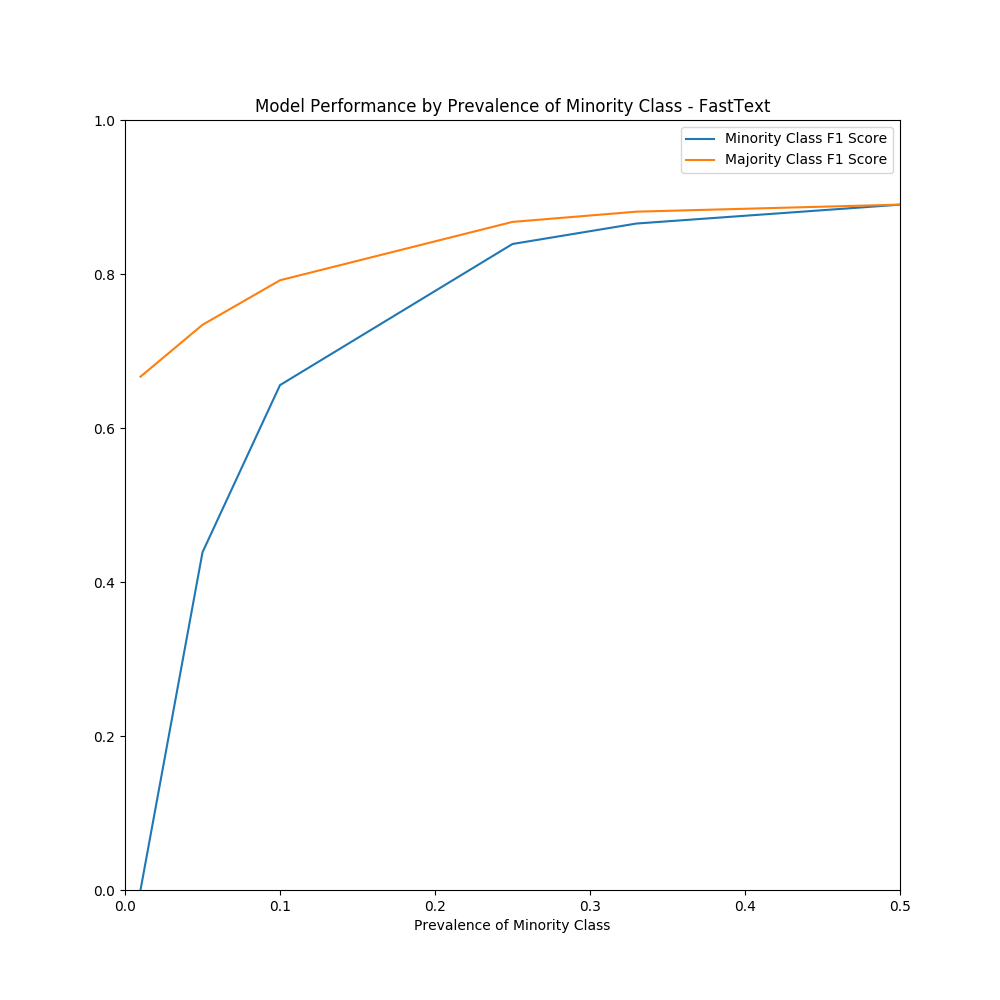 Model Performance by Prevalence of Minority Class - FastText
Minority Class F1 Score
Majority Class F1 Score
1.0
0.8
0.6
0.4
0.2
0.0
0.0 0.1 0.2 0.3 0.4 0.5
Prevalence of Minority Class